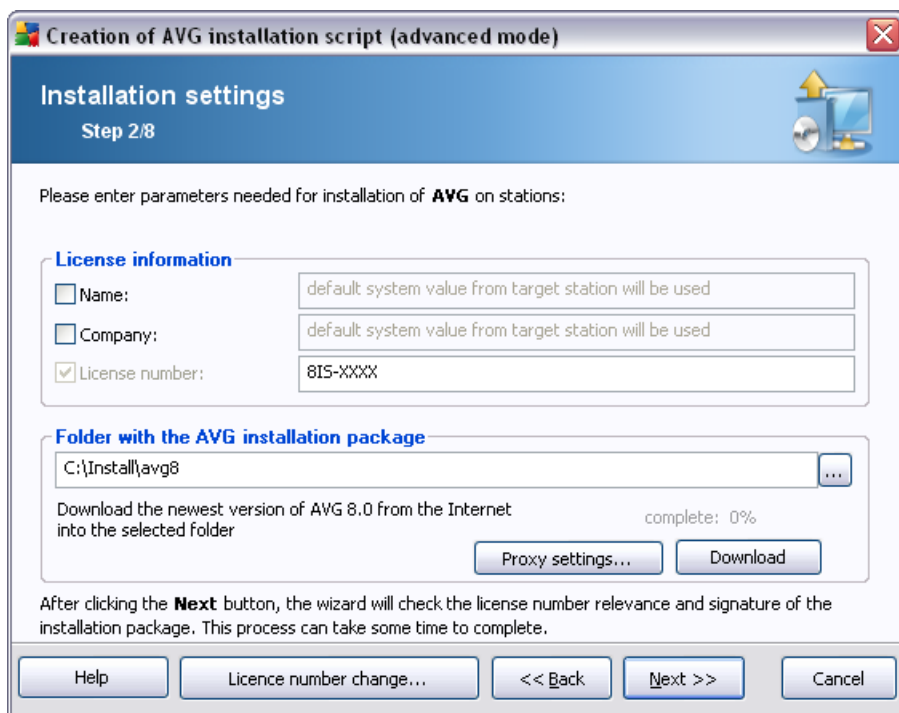 Creation of AVG installation script (advanced mode)
Installation settings
Step 2/8
Please enter parameters needed for installation of AVG on stations:
License information
Name:
default system value from target station will be used
Company:
default system value from target station will be used
License number:
8IS-XXXX
Folder with the AVG installation package
C:\Install\avg8
...
Download the newest version of AVG 8.0 from the Internet
into the selected folder
complete: 0%
Proxy settings...
Download
After clicking the Next button, the wizard will check the license number relevance and signature of the
installation package. This process can take some time to complete.
Help
Licence number change...
<< Back
Next >>
Cancel